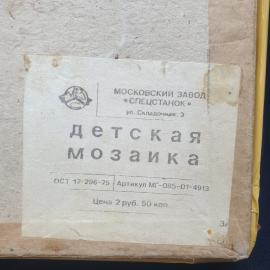 МОСКОВСКИЙ ЗАВОД
«СПЕЦСТАНОК»
ул. Складочная, 3
детская
мозаика
ОСТ 17-296-75 Артикул МГ-085-01-4913
Цена 2 руб. 50 коп.